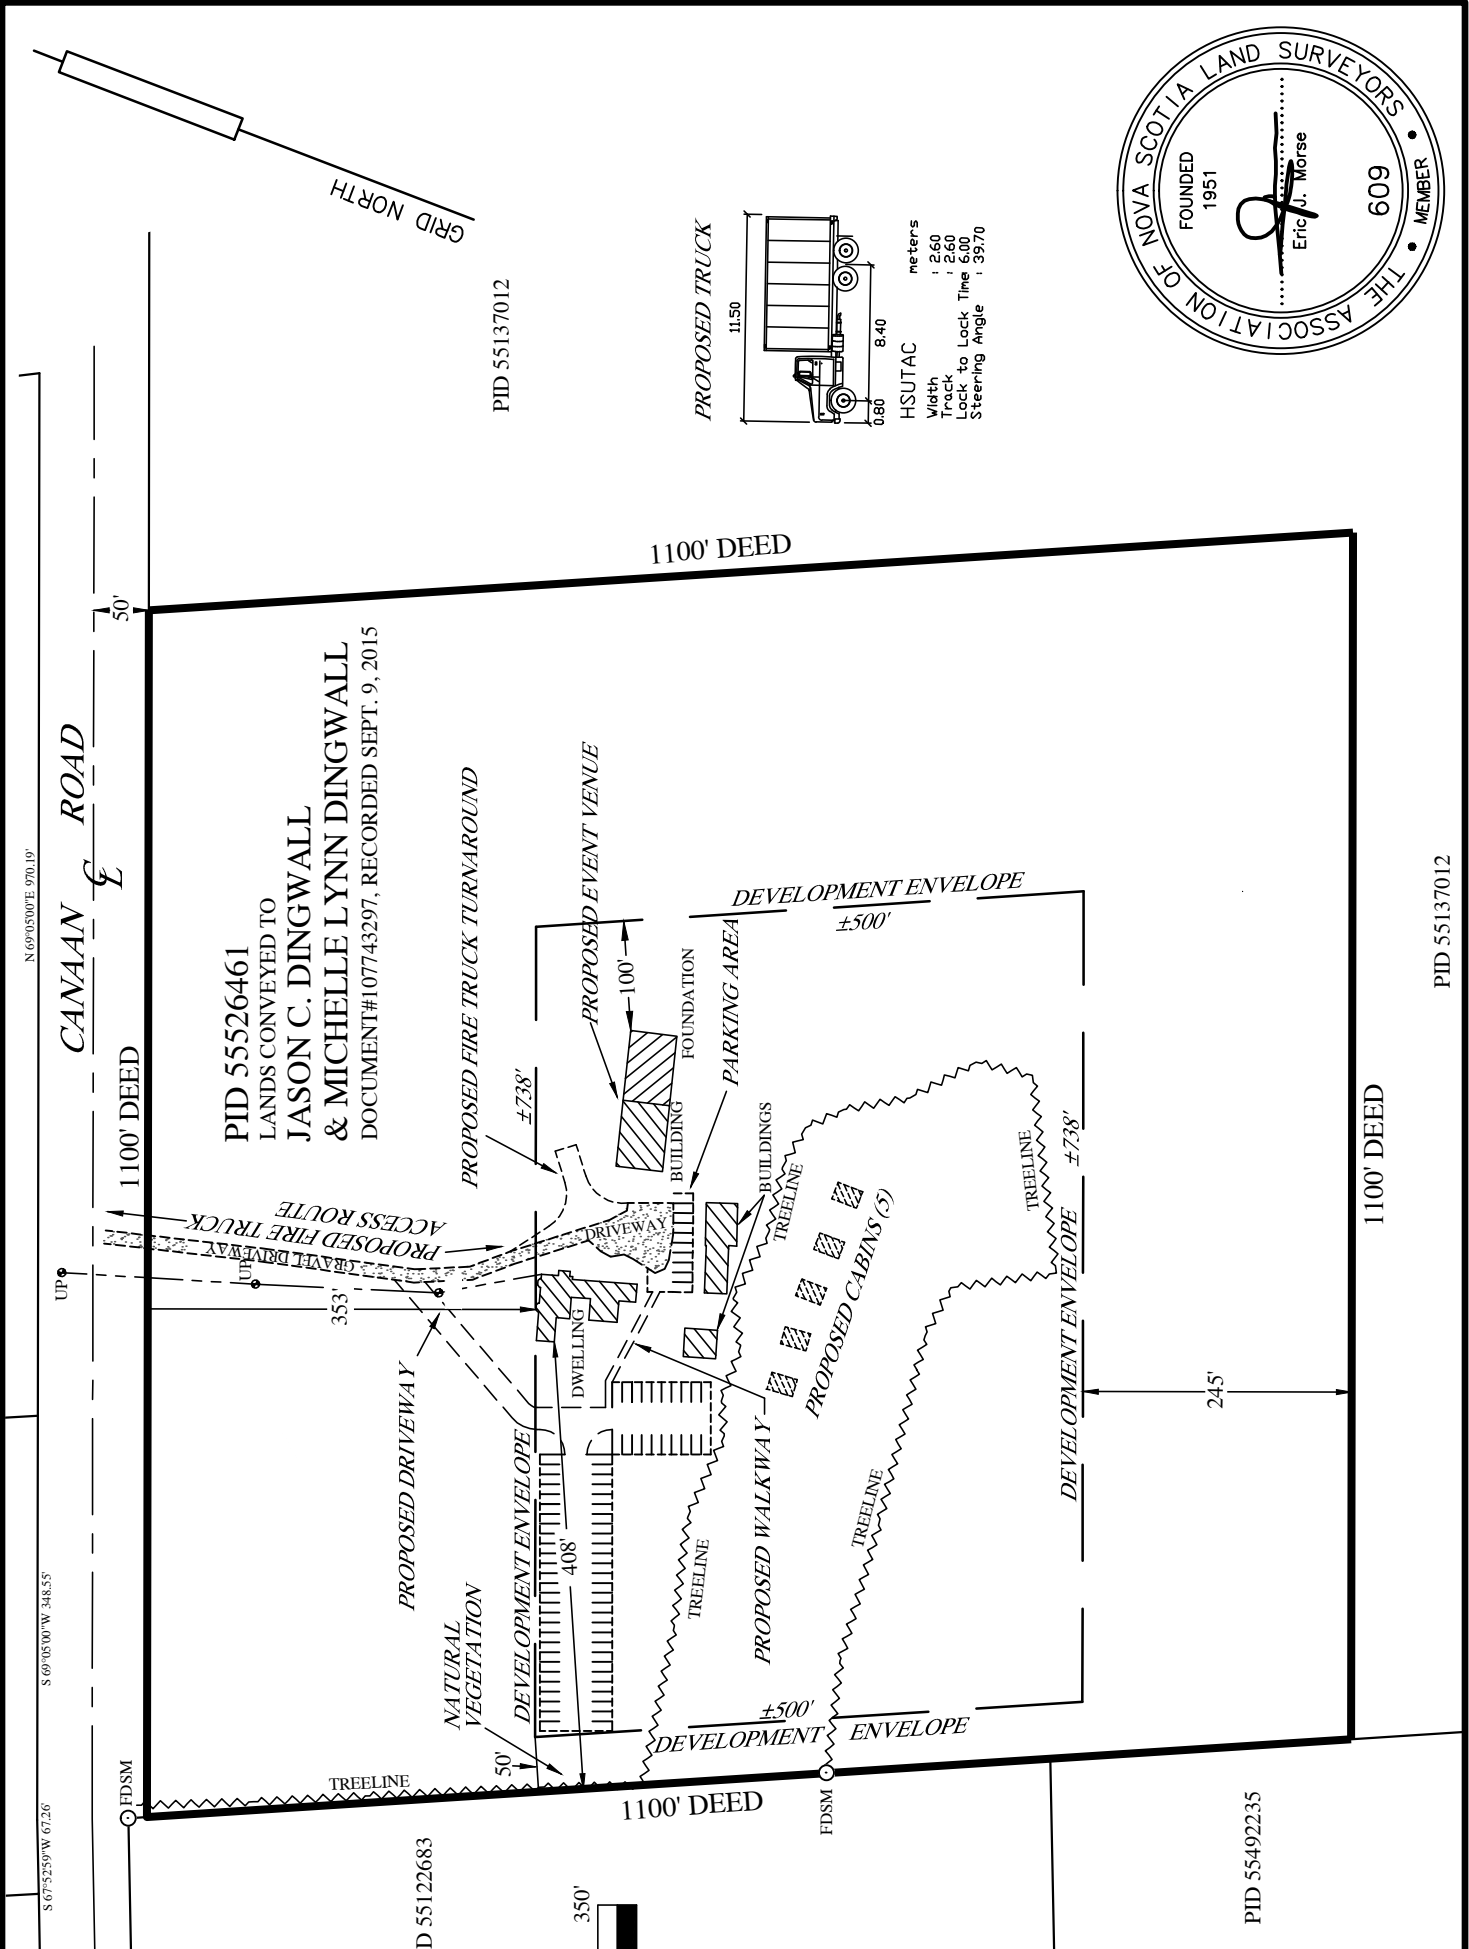 GRID NORTH
THE ASSOCIATION OF NOVA SCOTIA LAND SURVEYORS • MEMBER •
FOUNDED
1951
Eric J. Morse
609
PID 55137012
PROPOSED TRUCK
11.50
0.80
8.40
HSUTAC
meters
Width : 2.60
Track : 2.60
Lock to Lock Time : 6.00
Steering Angle : 39.70
N 69°05'00"E 970.19'
S 69°05'00"W 348.55'
S 67°52'59"W 67.26'
CANAAN ROAD
℄
50'
1100' DEED
1100' DEED
PID 55526461
LANDS CONVEYED TO
JASON C. DINGWALL
& MICHELLE LYNN DINGWALL
DOCUMENT#107743297, RECORDED SEPT. 9, 2015
UP
UP
PROPOSED FIRE TRUCK
ACCESS ROUTE
GRAVEL DRIVEWAY
353'
PROPOSED FIRE TRUCK TURNAROUND
PROPOSED EVENT VENUE
DEVELOPMENT ENVELOPE
±500'
±738'
100'
FOUNDATION
PARKING AREA
BUILDING
BUILDINGS
DRIVEWAY
DWELLING
TREELINE
TREELINE
PROPOSED CABINS (5)
±738'
DEVELOPMENT ENVELOPE
245'
1100' DEED
PID 55137012
PROPOSED DRIVEWAY
DEVELOPMENT ENVELOPE
408'
PROPOSED WALKWAY
TREELINE
TREELINE
NATURAL
VEGETATION
50'
±500'
DEVELOPMENT ENVELOPE
TREELINE
FDSM
1100' DEED
FDSM
D 55122683
350'
PID 55492235